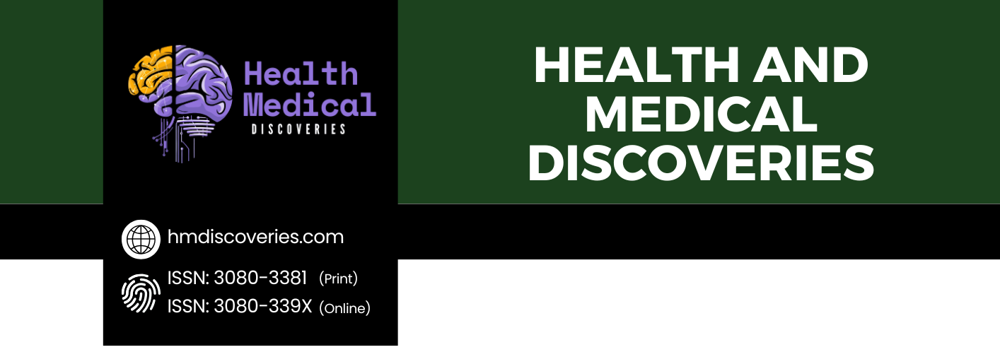 Health
Medical
DISCOVERIES
HEALTH AND
MEDICAL
DISCOVERIES
hmdiscoveries.com
ISSN: 3080-3381 (Print)
ISSN: 3080-339X (Online)